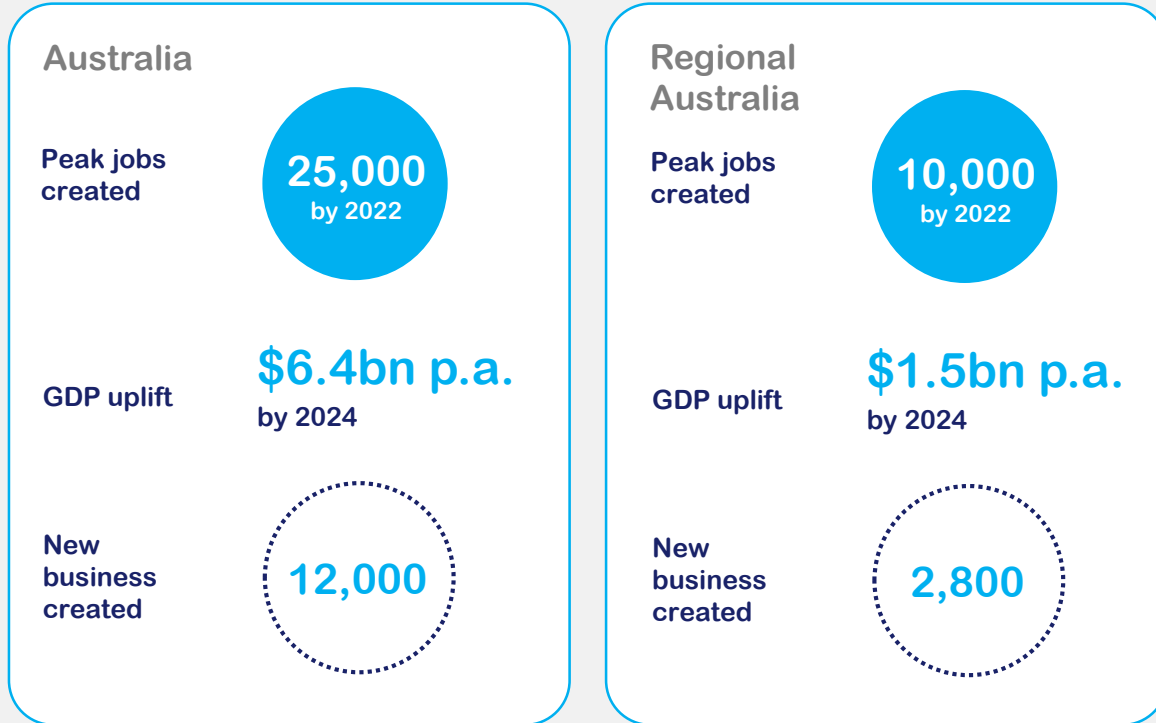 Australia
Peak jobs
created
25,000
by 2022
GDP uplift
$6.4bn p.a.
by 2024
New
business
created
12,000
Regional
Australia
Peak jobs
created
10,000
by 2022
GDP uplift
$1.5bn p.a.
by 2024
New
business
created
2,800